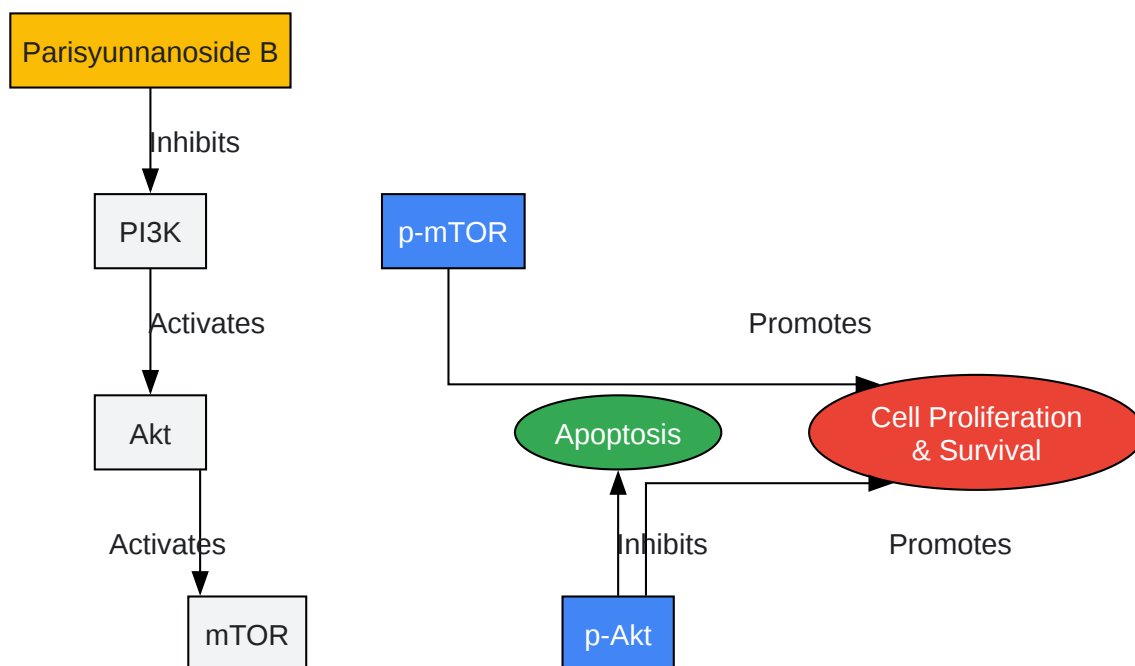 Parisyunnanoside B
Inhibits
PI3K
p-mTOR
Activates
Promotes
Akt
Apoptosis
Cell Proliferation
& Survival
Activates
Inhibits
Promotes
mTOR
p-Akt